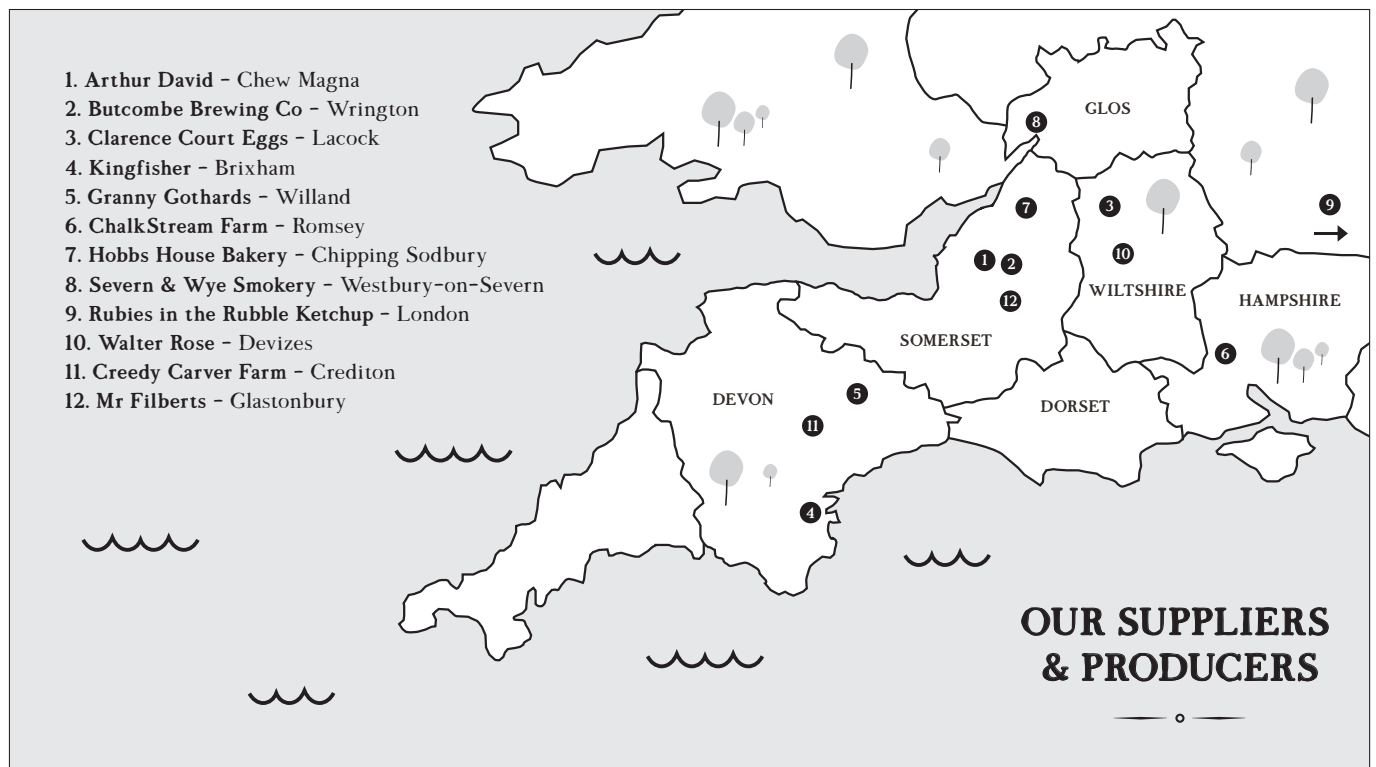 1. Arthur David – Chew Magna
2. Butcombe Brewing Co – Wrington
3. Clarence Court Eggs – Lacock
4. Kingfisher – Brixham
5. Granny Gothards – Willand
6. ChalkStream Farm – Romsey
7. Hobbs House Bakery – Chipping Sodbury
8. Severn & Wye Smokery – Westbury-on-Severn
9. Rubies in the Rubble Ketchup – London
10. Walter Rose – Devizes
11. Creedy Carver Farm – Crediton
12. Mr Filberts – Glastonbury
GLOS
8
7
3
9
1
2
10
12
WILTSHIRE
HAMPSHIRE
SOMERSET
6
DEVON
5
DORSET
11
4
OUR SUPPLIERS
& PRODUCERS